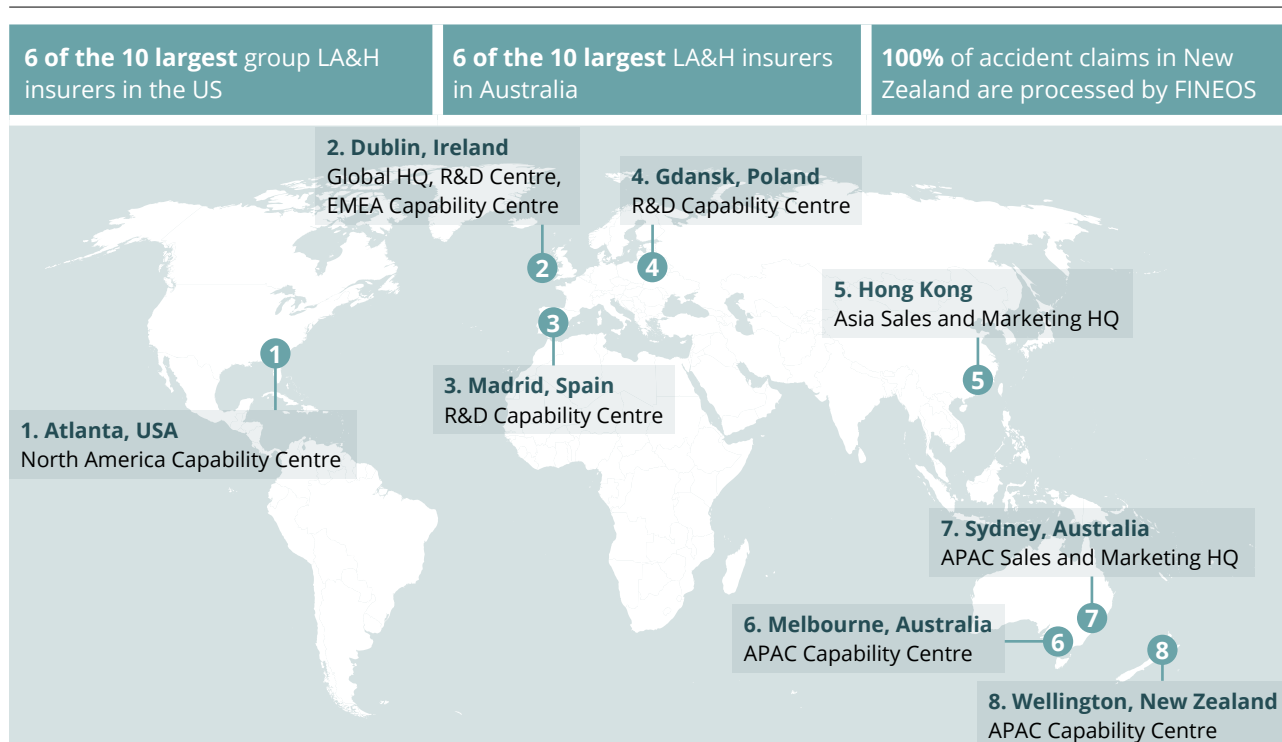 6 of the 10 largest group LA&H
insurers in the US
6 of the 10 largest LA&H insurers
in Australia
100% of accident claims in New
Zealand are processed by FINEOS
2. Dublin, Ireland
Global HQ, R&D Centre,
EMEA Capability Centre
4. Gdansk, Poland
R&D Capability Centre
2
4
5. Hong Kong
Asia Sales and Marketing HQ
3
1
5
3. Madrid, Spain
R&D Capability Centre
1. Atlanta, USA
North America Capability Centre
7. Sydney, Australia
APAC Sales and Marketing HQ
6. Melbourne, Australia
APAC Capability Centre
7
6
8
8. Wellington, New Zealand
APAC Capability Centre